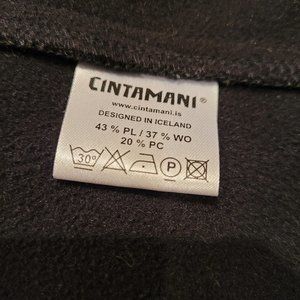 CINTAMANI®
www.cintamani.is
DESIGNED IN ICELAND
43 % PL / 37 % WO
20 % PC
30° P